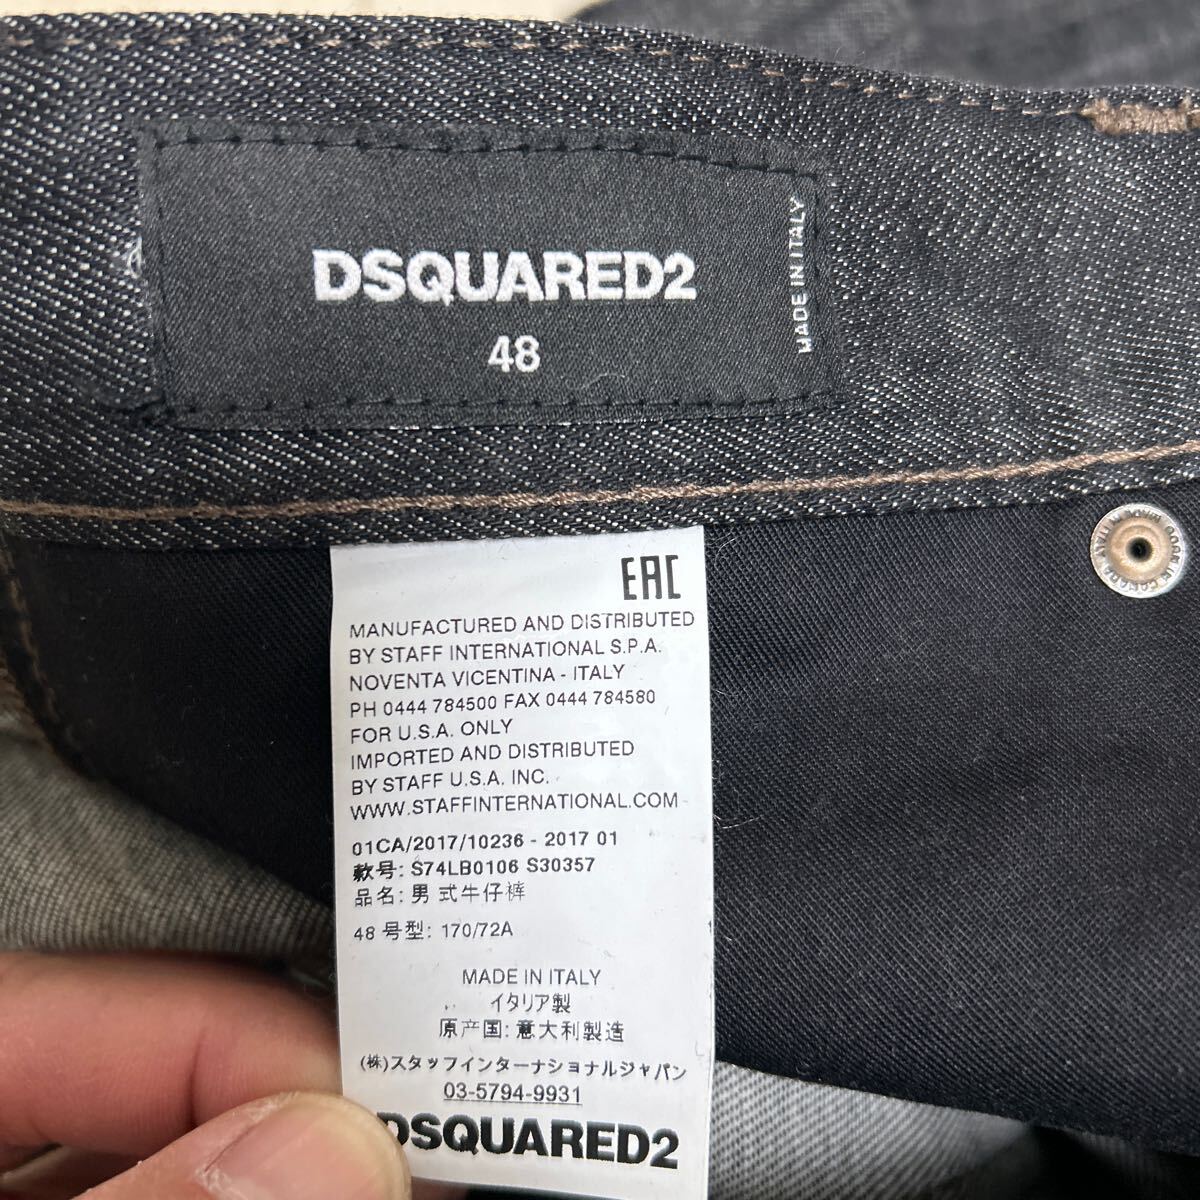 DSQUARED2
48
MADE IN ITALY
EAC
MANUFACTURED AND DISTRIBUTED
BY STAFF INTERNATIONAL S.P.A.
NOVENTA VICENTINA - ITALY
PH 0444 784500 FAX 0444 784580
FOR U.S.A. ONLY
IMPORTED AND DISTRIBUTED
BY STAFF U.S.A. INC.
WWW.STAFFINTERNATIONAL.COM
01CA/2017/10236 - 2017 01
款号: S74LB0106 S30357
品名: 男式牛仔裤
48 号型: 170/72A
MADE IN ITALY
イタリア製
原产国: 意大利製造
(株)スタッフインターナショナルジャパン
03-5794-9931
DSQUARED2